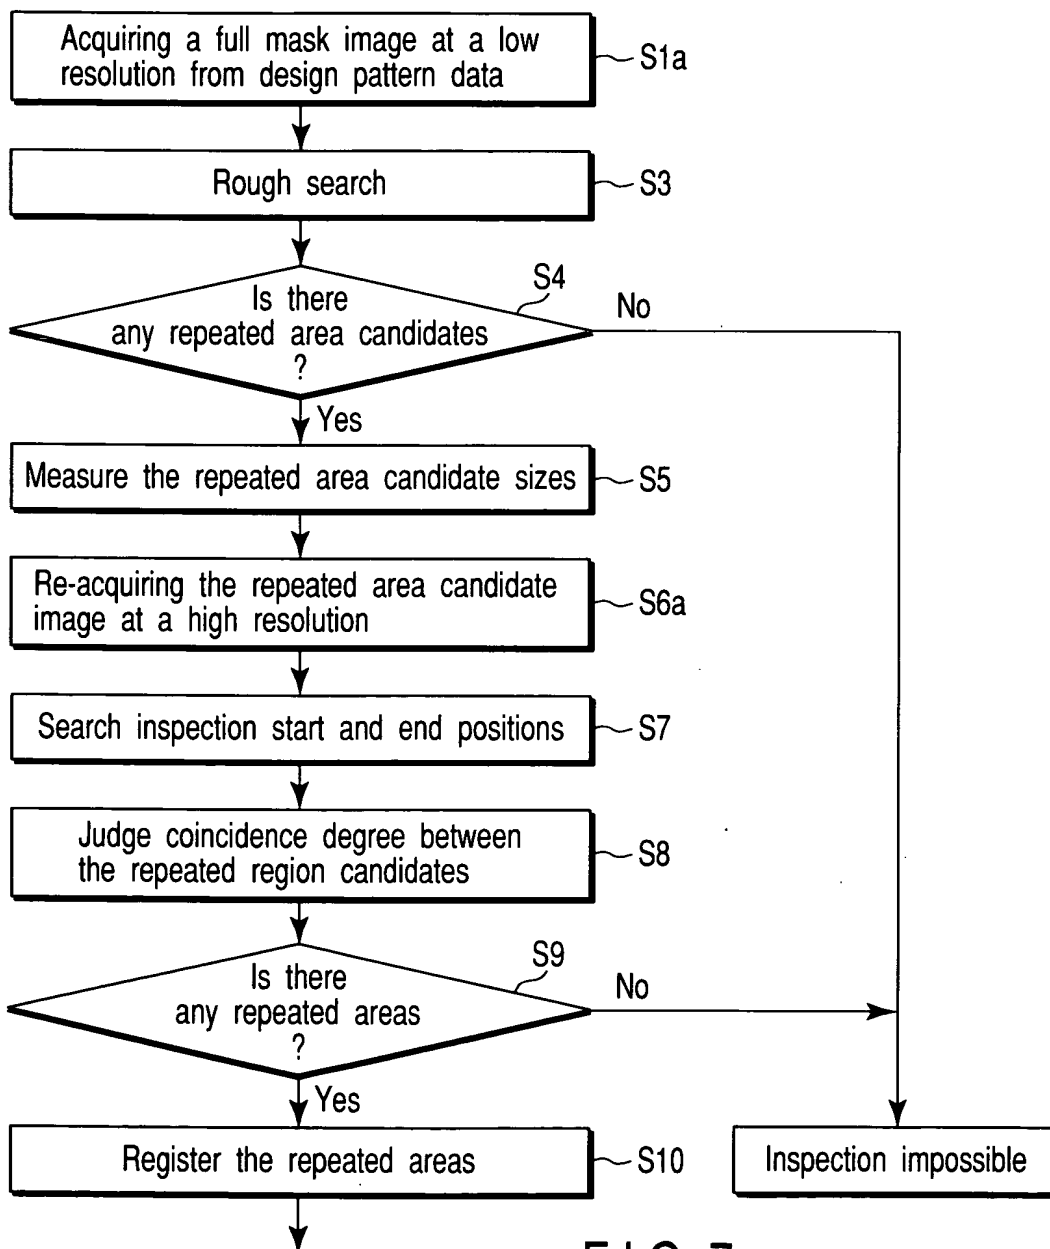 Acquiring a full mask image at a low
resolution from design pattern data
S1a
Rough search
S3
Is there
any repeated area candidates
?
S4
No
Yes
Measure the repeated area candidate sizes
S5
Re-acquiring the repeated area candidate
image at a high resolution
S6a
Search inspection start and end positions
S7
Judge coincidence degree between
the repeated region candidates
S8
Is there
any repeated areas
?
S9
No
Yes
Register the repeated areas
S10
Inspection impossible